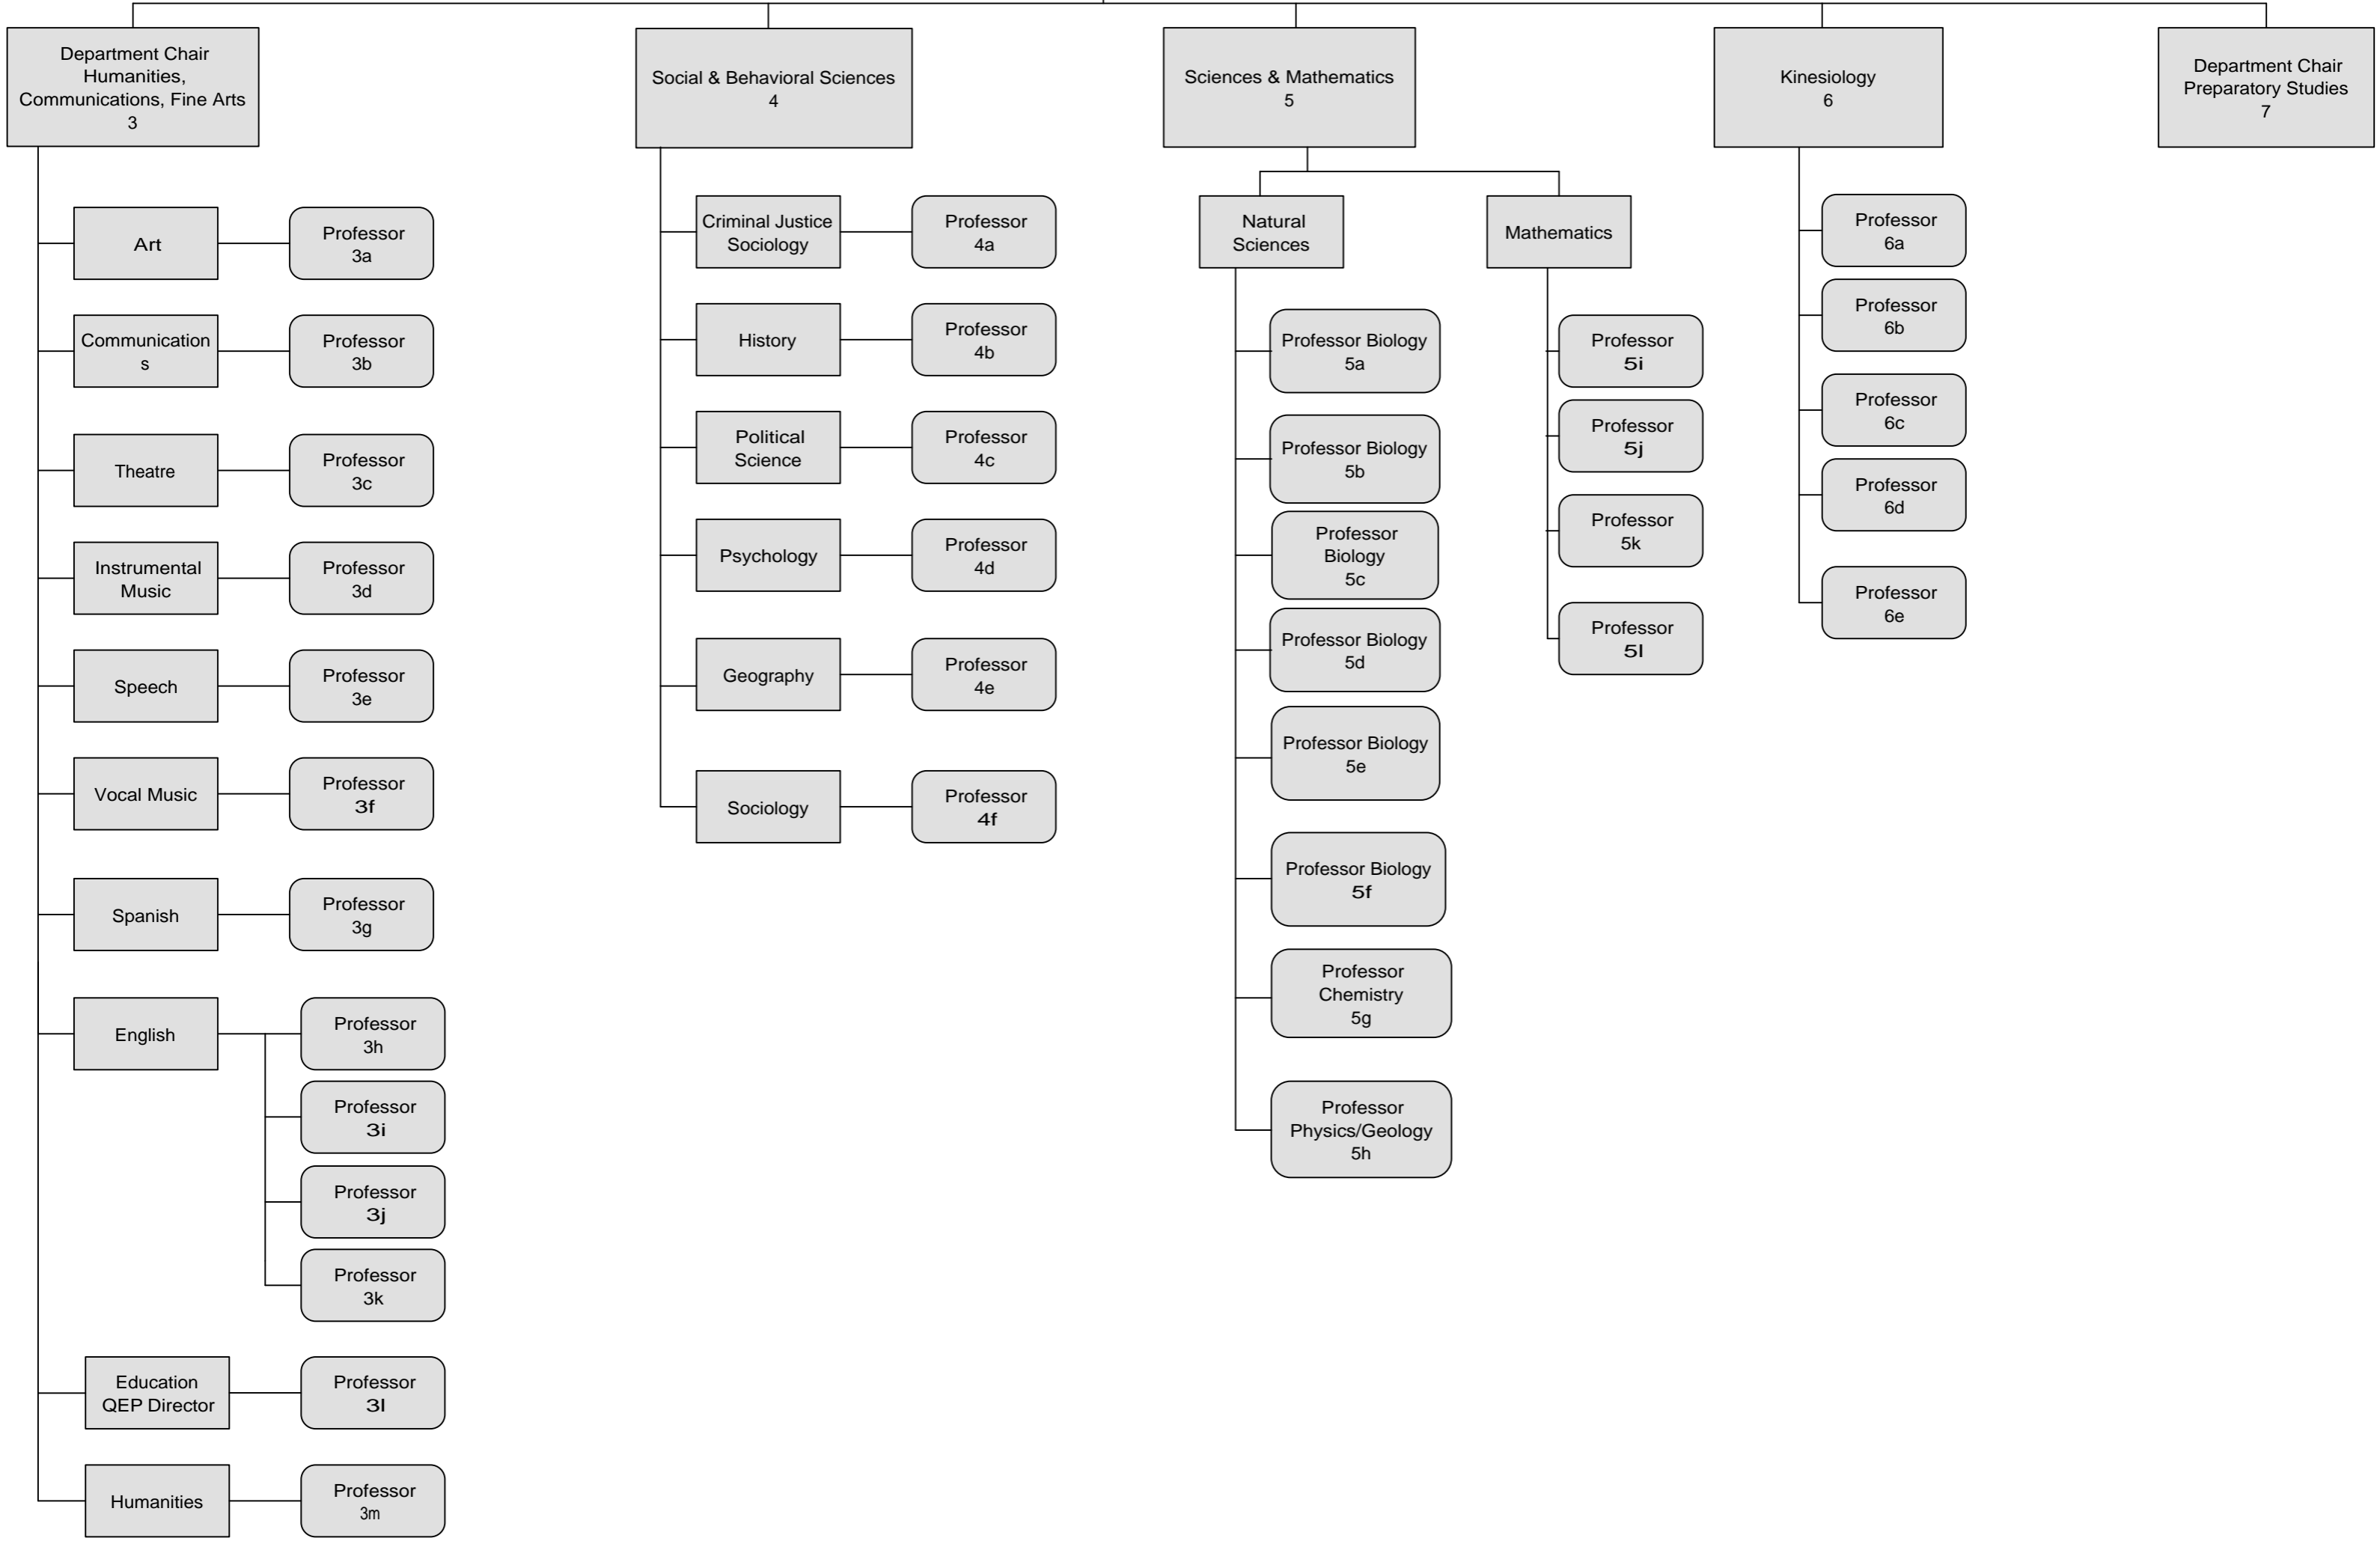 Department Chair
Humanities,
Communications, Fine Arts
3
Social & Behavioral Sciences
4
Sciences & Mathematics
5
Kinesiology
6
Department Chair
Preparatory Studies
7
Art
Professor
3a
Communication
s
Professor
3b
Theatre
Professor
3c
Instrumental
Music
Professor
3d
Speech
Professor
3e
Vocal Music
Professor
3f
Spanish
Professor
3g
English
Professor
3h
Professor
3i
Professor
3j
Professor
3k
Education
QEP Director
Professor
3l
Humanities
Professor
3m
Criminal Justice
Sociology
Professor
4a
History
Professor
4b
Political
Science
Professor
4c
Psychology
Professor
4d
Geography
Professor
4e
Sociology
Professor
4f
Natural
Sciences
Professor Biology
5a
Professor Biology
5b
Professor
Biology
5c
Professor Biology
5d
Professor Biology
5e
Professor Biology
5f
Professor
Chemistry
5g
Professor
Physics/Geology
5h
Mathematics
Professor
5i
Professor
5j
Professor
5k
Professor
5l
Professor
6a
Professor
6b
Professor
6c
Professor
6d
Professor
6e